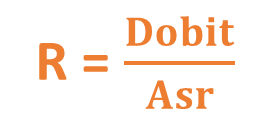 R = Dobit
Asr